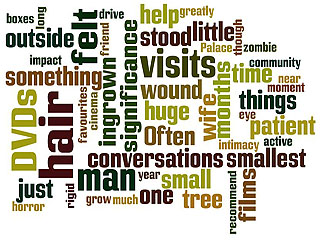 boxes
long
drive
help
greatly
outside
felt
friend
stood
little
though
Palace
zombie
impact
something
significance
visits
time
community
near
moment
DVDs
hair
favourites
cinema
ingrown
wound
months
wife
things
huge
eye
patient
Often
intimacy
active
conversations
smallest
just
man
year
small
recommend
films
horror
rigid
grow
much
one
tree